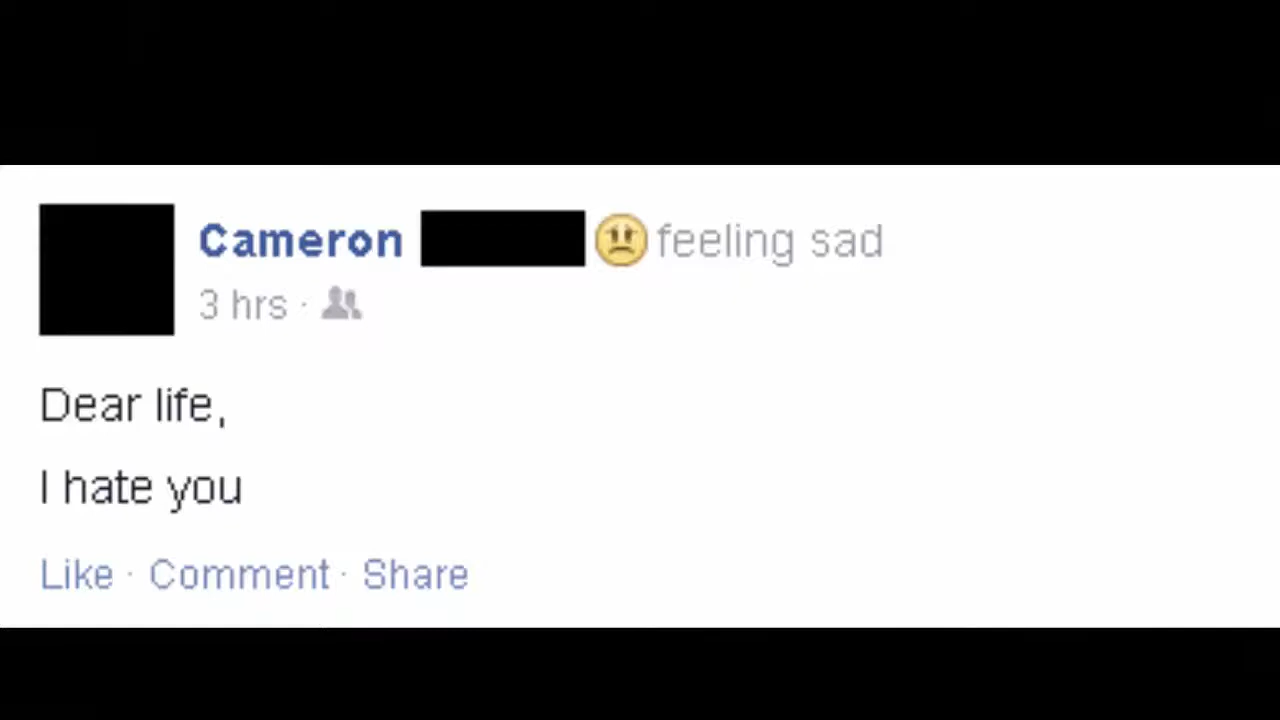 Cameron feeling sad
3 hrs ·
Dear life,
I hate you
Like · Comment · Share